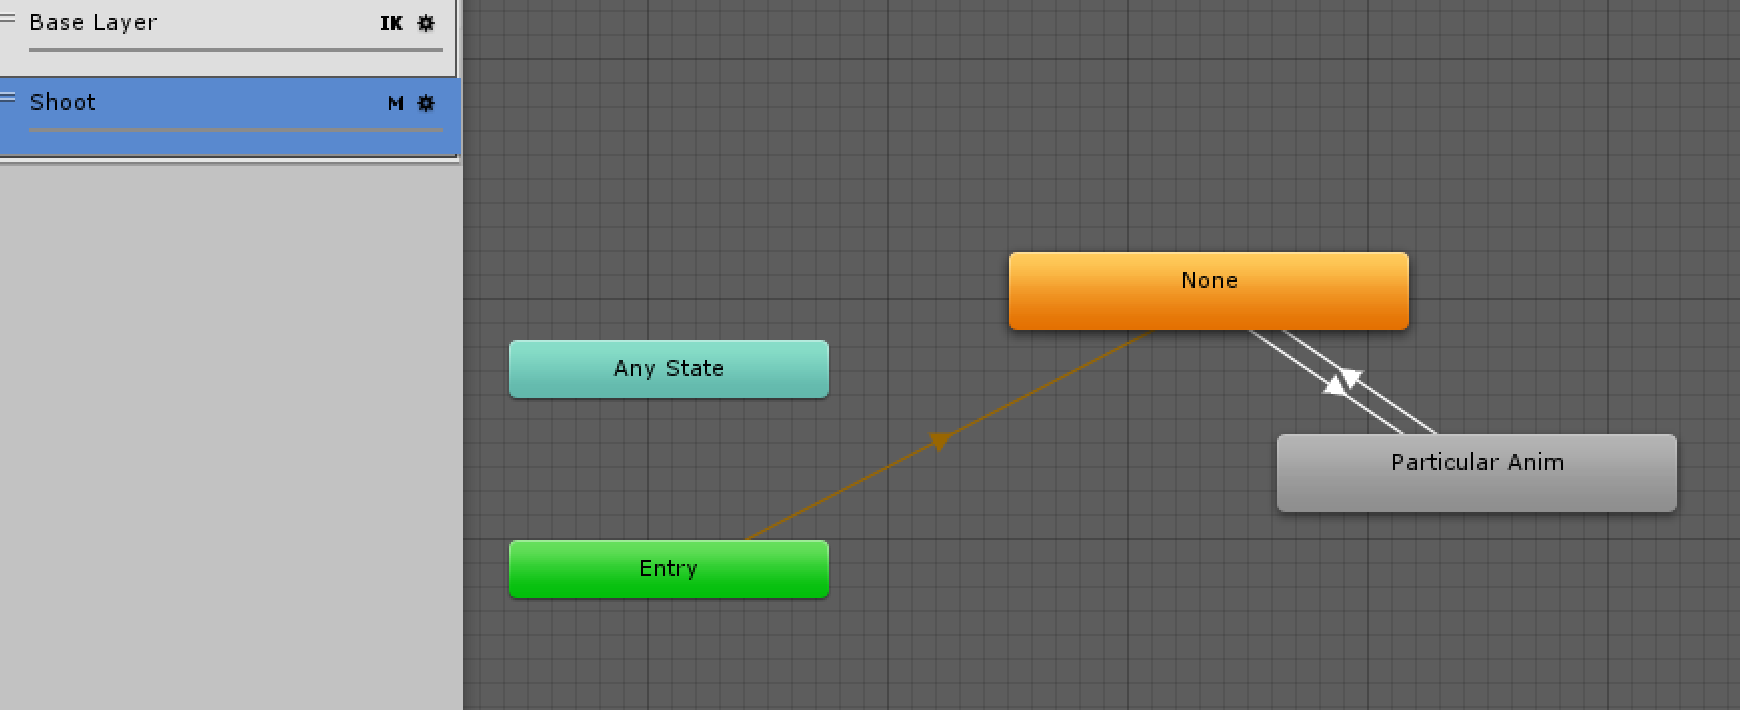 Base Layer IK
Shoot M
None
Any State
Particular Anim
Entry